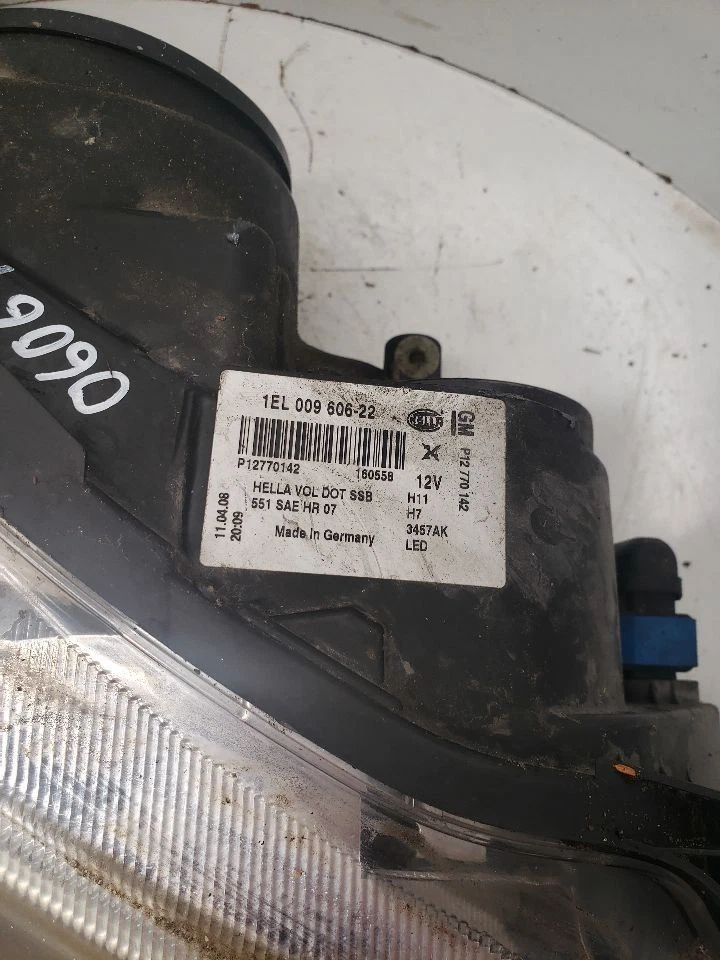 9090
1EL 009 606-22
HELLA
GM
P12770142
160558
12V
P12 770 142
HELLA VOL DOT SSB
H11
551 SAE HR 07
H7
3457AK
Made In Germany
LED
11.04.08
20:09